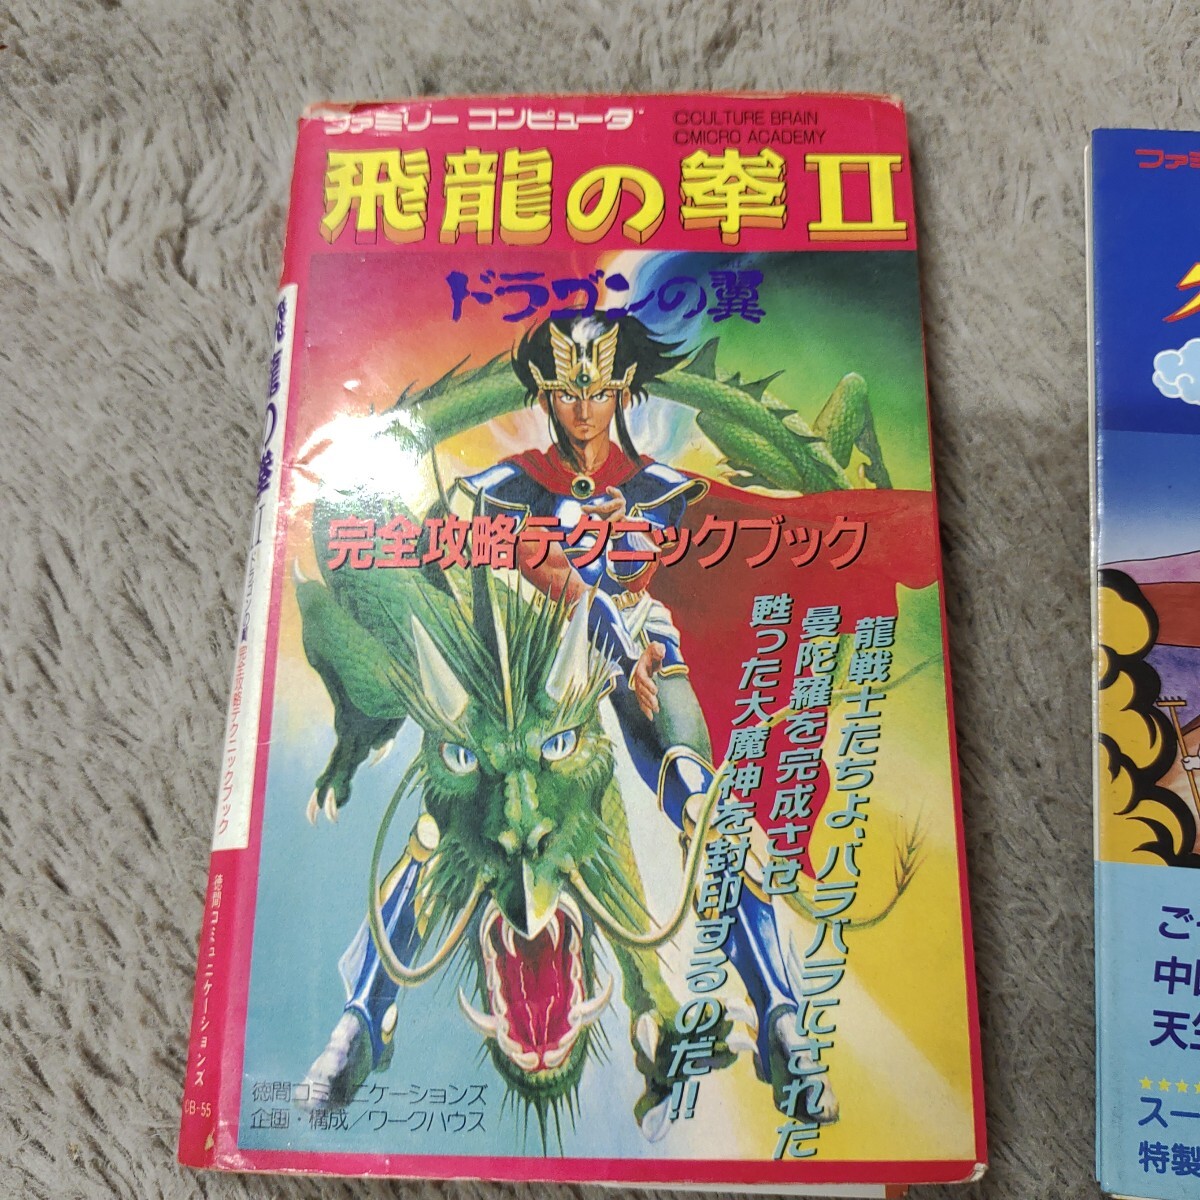 ファミリー コンピュータ
©CULTURE BRAIN
©MICRO ACADEMY
飛龍の拳II
ドラゴンの翼
完全攻略テクニックブック
龍戦士たちよ、バラバラにされた
曼陀羅を完成させ
甦った大魔神を封印するのだ!!
徳間コミュニケーションズ
企画・構成/ワークハウス
飛龍の拳II ドラゴンの翼 完全攻略テクニックブック
徳間コミュニケーションズ
CB-55
ファミ
ご
中
天
★★★★
スー
特製